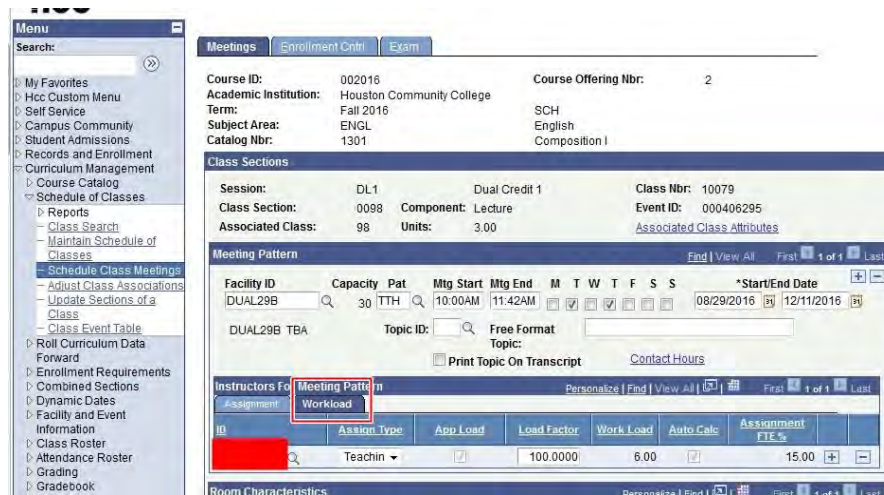 Menu
Search:
My Favorites
Hcc Custom Menu
Self Service
Campus Community
Student Admissions
Records and Enrollment
Curriculum Management
Course Catalog
Schedule of Classes
Reports
Class Search
Maintain Schedule of
Classes
Schedule Class Meetings
Adjust Class Associations
Update Sections of a
Class
Class Event Table
Roll Curriculum Data
Forward
Enrollment Requirements
Combined Sections
Dynamic Dates
Facility and Event
Information
Class Roster
Attendance Roster
Grading
Gradebook
Meetings Enrollment Cntrl Exam
Course ID: 002016 Course Offering Nbr: 2
Academic Institution: Houston Community College
Term: Fall 2016 SCH
Subject Area: ENGL English
Catalog Nbr: 1301 Composition I
Class Sections
Session: DL1 Dual Credit 1 Class Nbr: 10079
Class Section: 0098 Component: Lecture Event ID: 000406295
Associated Class: 98 Units: 3.00 Associated Class Attributes
Meeting Pattern Find | View All First 1 of 1 Last
Facility ID Capacity Pat Mtg Start Mtg End M T W T F S S *Start/End Date
DUAL29B 30 TTH 10:00AM 11:42AM 08/29/2016 31 12/11/2016 31
DUAL29B TBA Topic ID: Free Format
Topic:
Print Topic On Transcript Contact Hours
Instructors For Meeting Pattern Personalize | Find | View All | First 1 of 1 Last
Assignment Workload
ID Assign Type App Load Load Factor Work Load Auto Calc Assignment
FTE %
Teachin 100.0000 6.00 15.00
Room Characteristics Personalize | Find | First 1 of 1 Last